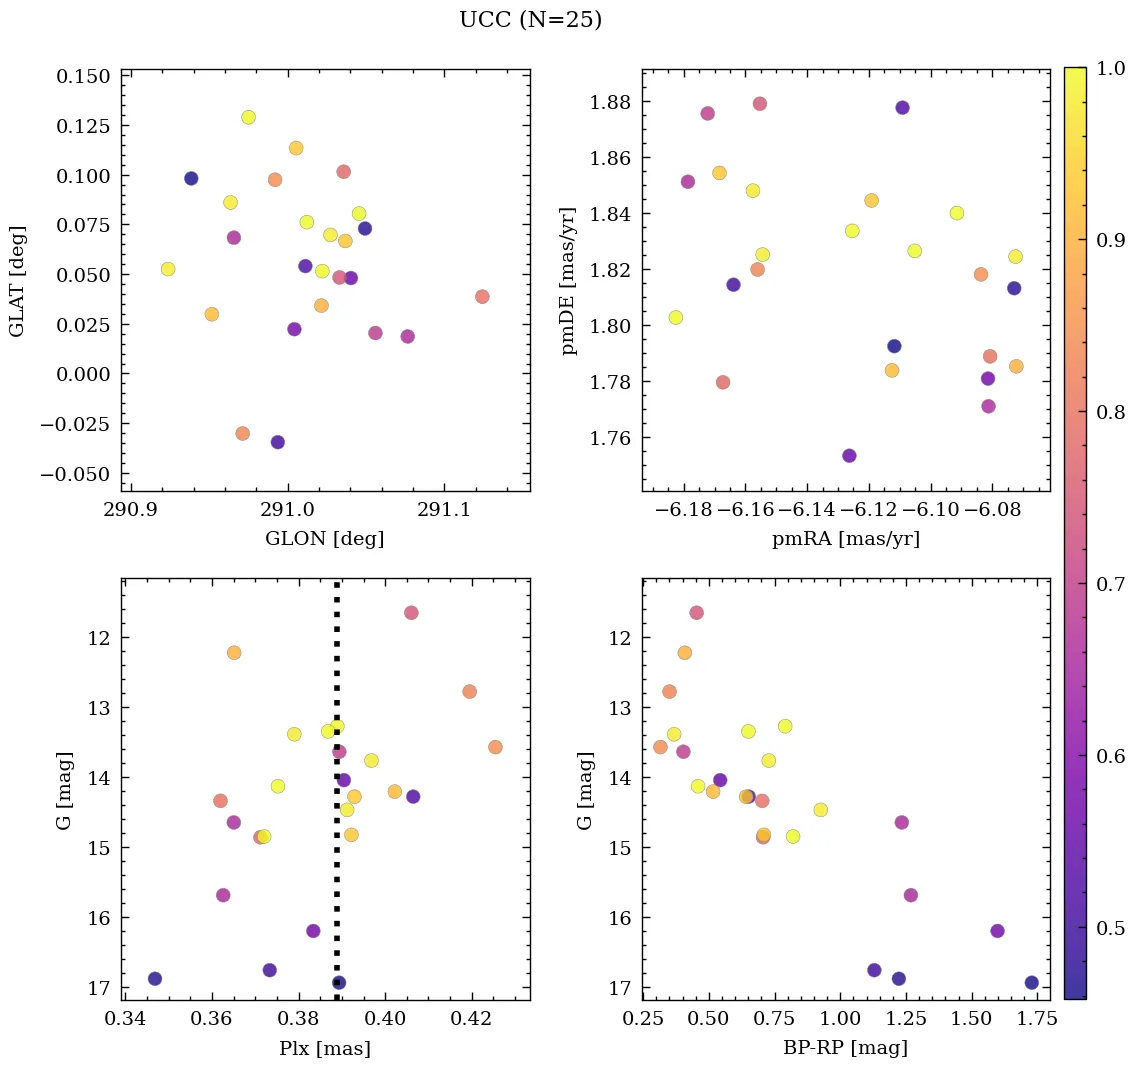 UCC (N=25)
0.150
0.125
0.100
0.075
0.050
0.025
0.000
−0.025
−0.050
GLAT [deg]
290.9 291.0 291.1
GLON [deg]
1.88
1.86
1.84
1.82
1.80
1.78
1.76
pmDE [mas/yr]
−6.18 −6.16 −6.14 −6.12 −6.10 −6.08
pmRA [mas/yr]
12
13
14
15
16
17
G [mag]
0.34 0.36 0.38 0.40 0.42
Plx [mas]
12
13
14
15
16
17
G [mag]
0.25 0.50 0.75 1.00 1.25 1.50 1.75
BP-RP [mag]
1.0
0.9
0.8
0.7
0.6
0.5